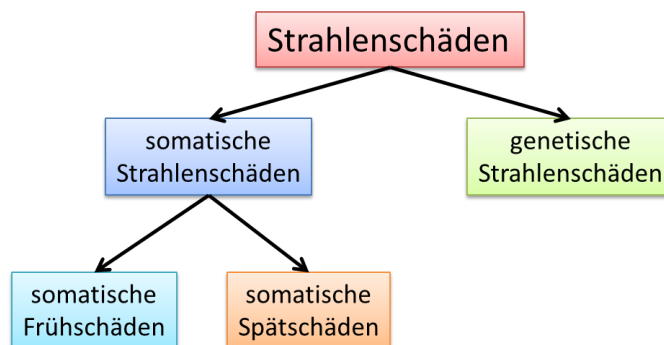 Strahlenschäden
somatische
Strahlenschäden
genetische
Strahlenschäden
somatische
Frühschäden
somatische
Spätschäden